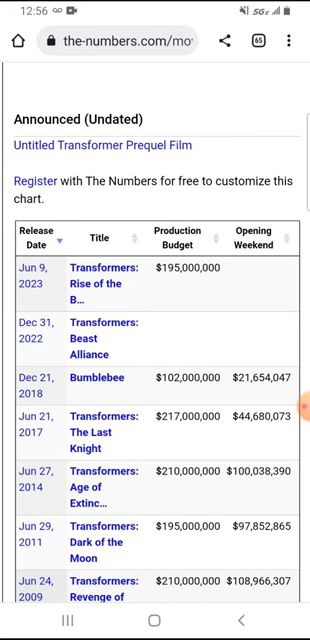 12:56
5GE
the-numbers.com/mo
65
Announced (Undated)
Untitled Transformer Prequel Film
Register with The Numbers for free to customize this
chart.
Release Date Title Production Budget Opening Weekend
Jun 9, 2023 Transformers: Rise of the B... $195,000,000
Dec 31, 2022 Transformers: Beast Alliance
Dec 21, 2018 Bumblebee $102,000,000 $21,654,047
Jun 21, 2017 Transformers: The Last Knight $217,000,000 $44,680,073
Jun 27, 2014 Transformers: Age of Extinc... $210,000,000 $100,038,390
Jun 29, 2011 Transformers: Dark of the Moon $195,000,000 $97,852,865
Jun 24, 2009 Transformers: Revenge of $210,000,000 $108,966,307